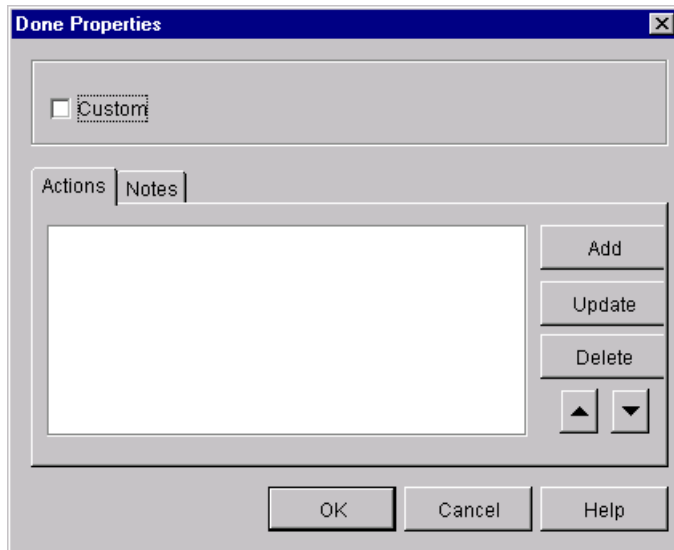 Done Properties
Custom
Actions Notes
Add
Update
Delete
OK Cancel Help